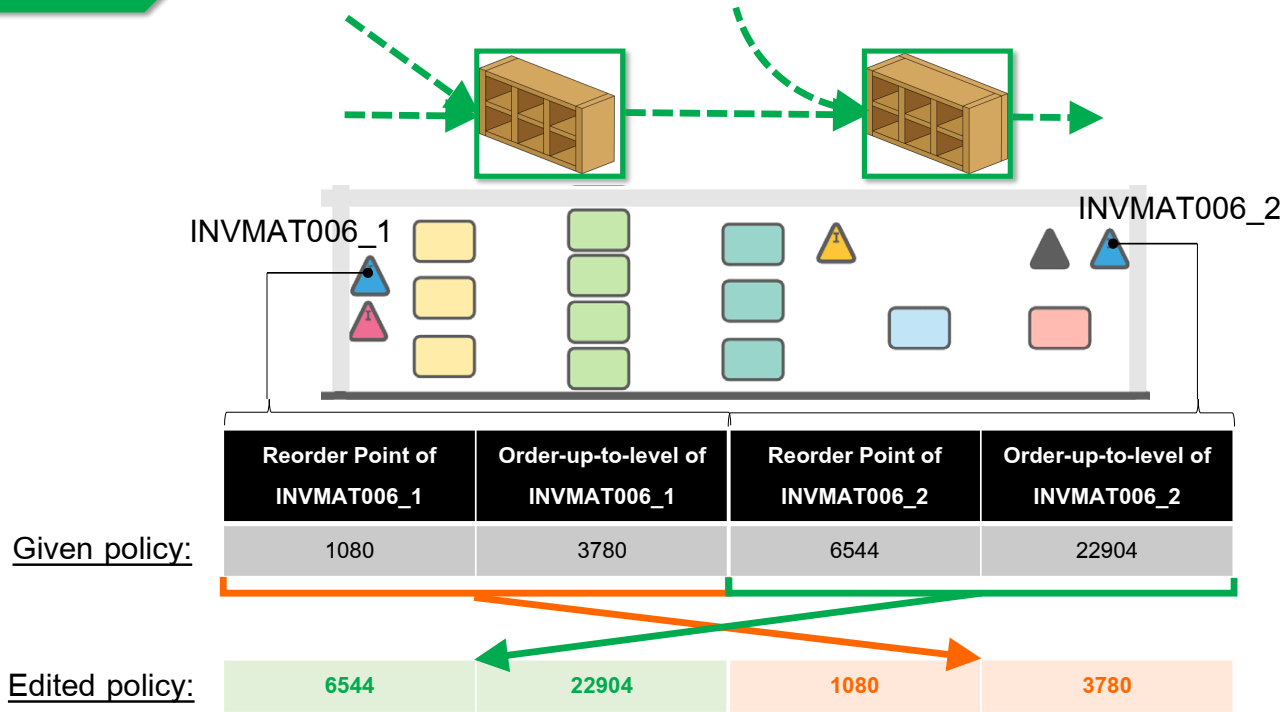 INVMAT006_1
INVMAT006_2
I
I
Reorder Point of
INVMAT006_1
Order-up-to-level of
INVMAT006_1
Reorder Point of
INVMAT006_2
Order-up-to-level of
INVMAT006_2
Given policy:
1080
3780
6544
22904
Edited policy:
6544
22904
1080
3780